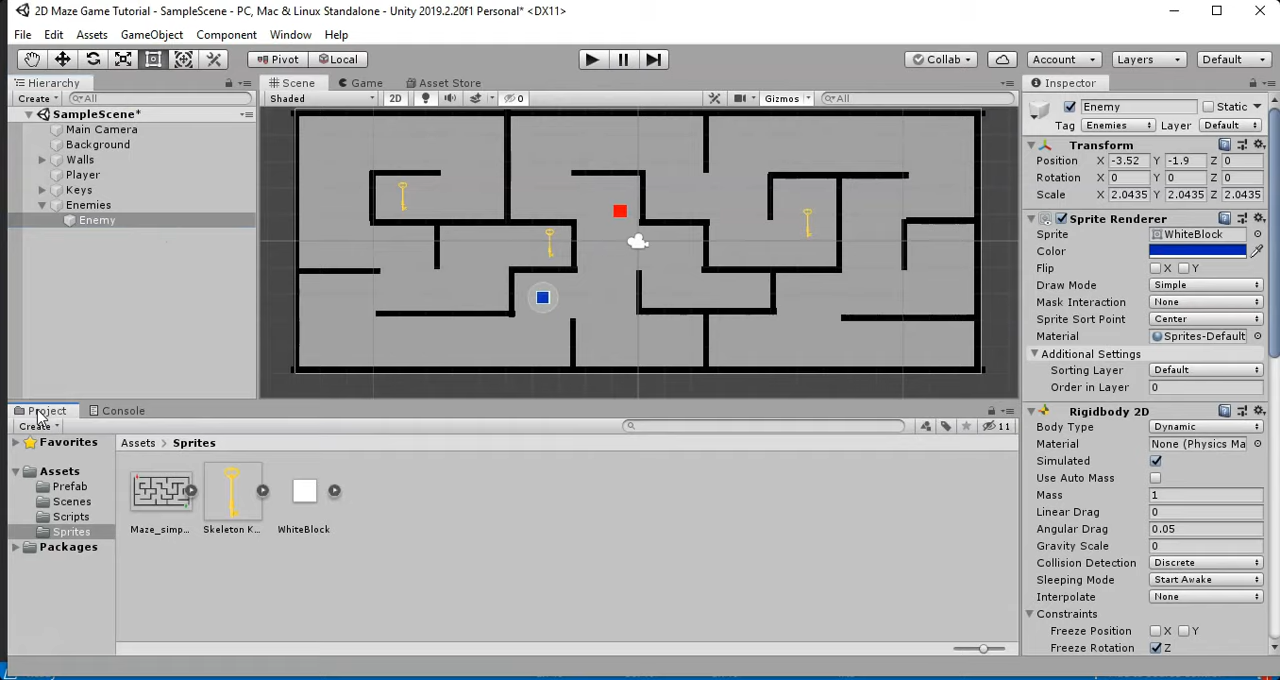 2D Maze Game Tutorial - SampleScene - PC, Mac & Linux Standalone - Unity 2019.2.20f1 Personal* <DX11>
File Edit Assets GameObject Component Window Help
Pivot Local Collab Account Layers Default
Hierarchy
Create All
SampleScene*
Main Camera
Background
Walls
Player
Keys
Enemies
Enemy
Scene Game Asset Store
Shaded 2D 0 Gizmos All
Inspector
Enemy Static
Tag Enemies Layer Default
Transform
Position X -3.52 Y -1.9 Z 0
Rotation X 0 Y 0 Z 0
Scale X 2.0435 Y 2.0435 Z 2.0435
Sprite Renderer
Sprite WhiteBlock
Color
Flip X Y
Draw Mode Simple
Mask Interaction None
Sprite Sort Point Center
Material Sprites-Default
Additional Settings
Sorting Layer Default
Order in Layer 0
Rigidbody 2D
Body Type Dynamic
Material None (Physics Ma
Simulated
Use Auto Mass
Mass 1
Linear Drag 0
Angular Drag 0.05
Gravity Scale 0
Collision Detection Discrete
Sleeping Mode Start Awake
Interpolate None
Constraints
Freeze Position X Y
Freeze Rotation Z
Project Console
Create 11
Favorites
Assets
Prefab
Scenes
Scripts
Sprites
Packages
Assets > Sprites
Maze_simp... Skeleton K... WhiteBlock